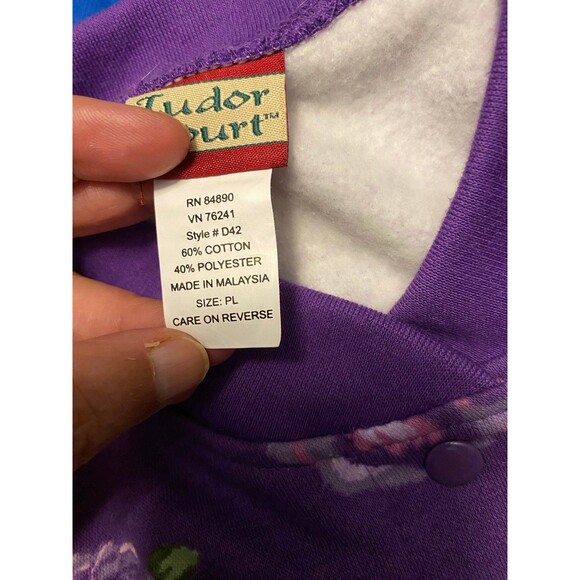 Tudor
Court™
RN 84890
VN 76241
Style # D42
60% COTTON
40% POLYESTER
MADE IN MALAYSIA
SIZE: PL
CARE ON REVERSE